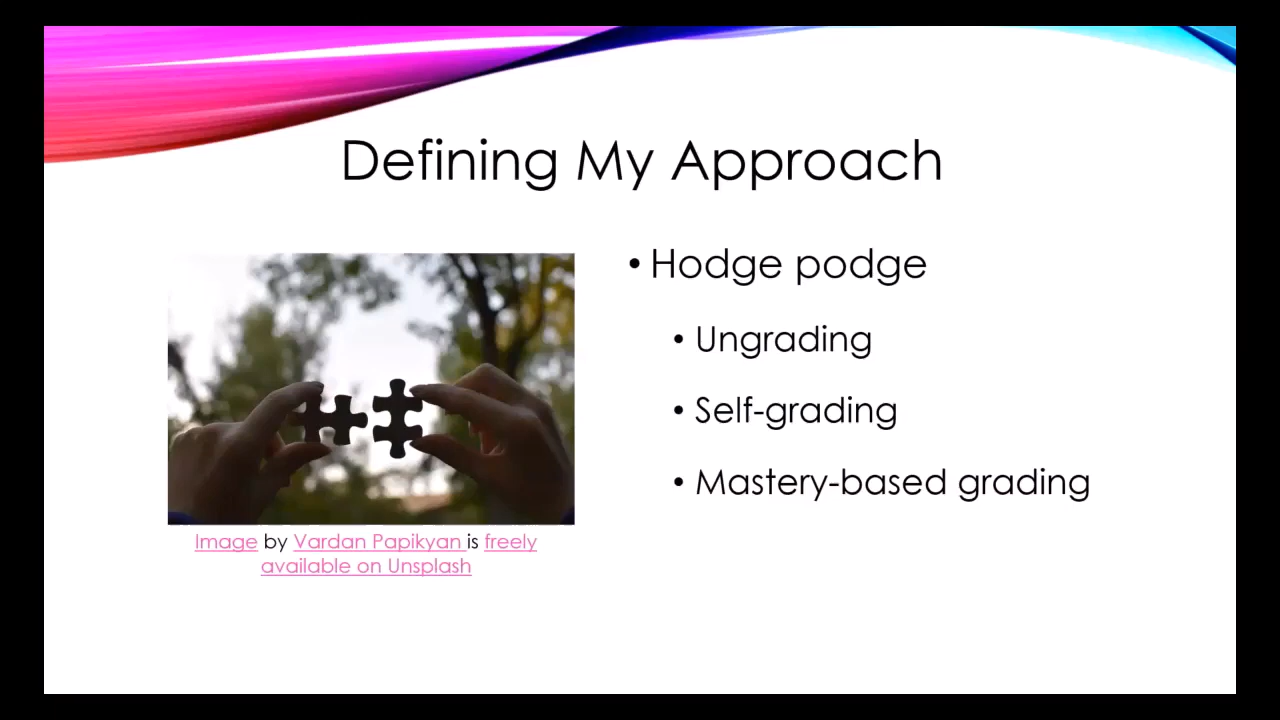 Defining My Approach
• Hodge podge
• Ungrading
• Self-grading
• Mastery-based grading
Image by Vardan Papikyan is freely
available on Unsplash